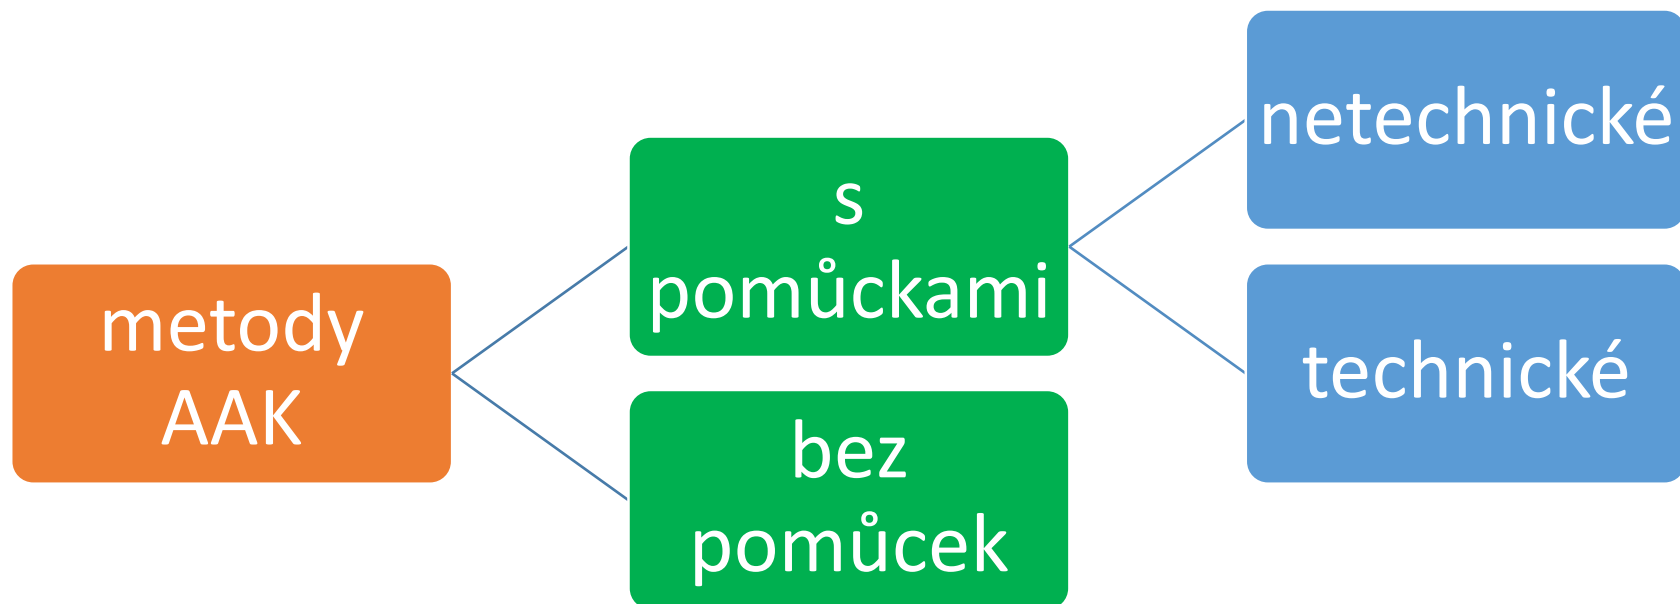 metody
AAK
s
pomůckami
bez
pomůcek
netechnické
technické